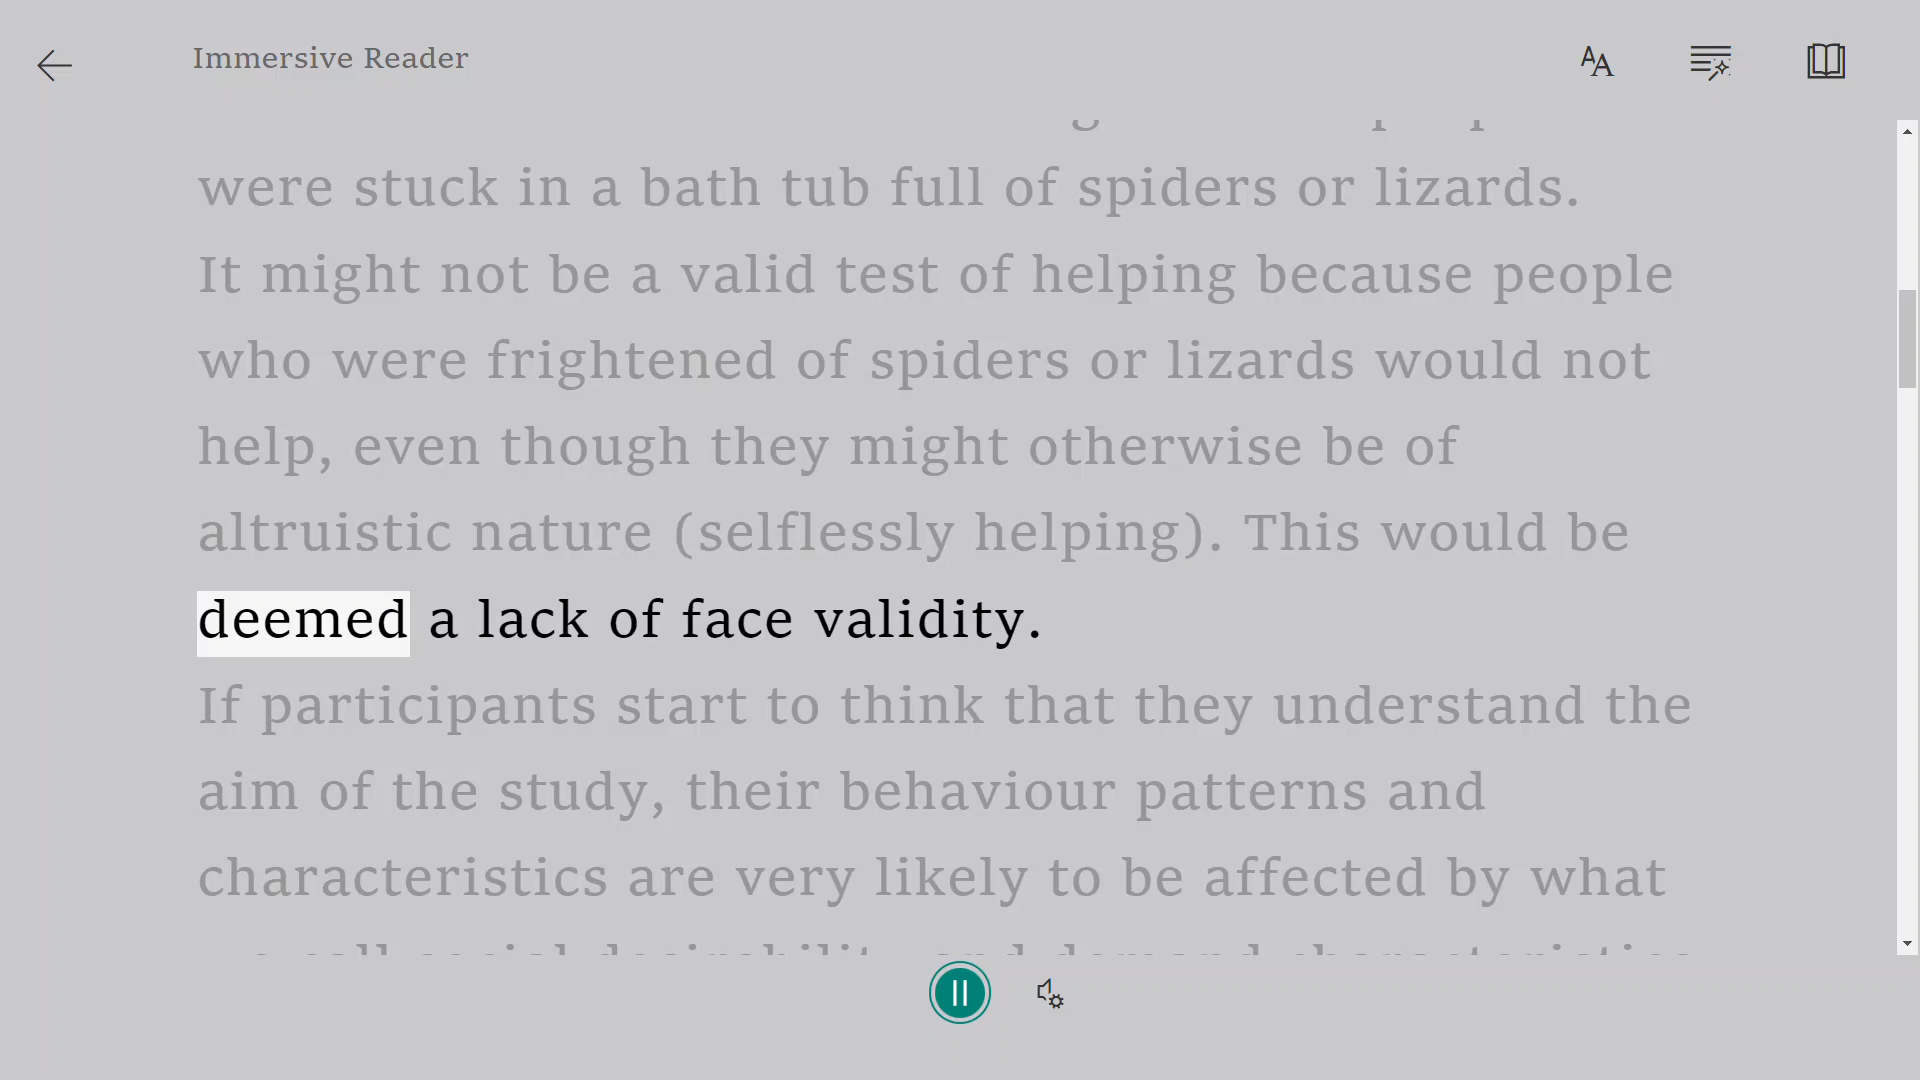 Immersive Reader
were stuck in a bath tub full of spiders or lizards.
It might not be a valid test of helping because people
who were frightened of spiders or lizards would not
help, even though they might otherwise be of
altruistic nature (selflessly helping). This would be
deemed a lack of face validity.
If participants start to think that they understand the
aim of the study, their behaviour patterns and
characteristics are very likely to be affected by what